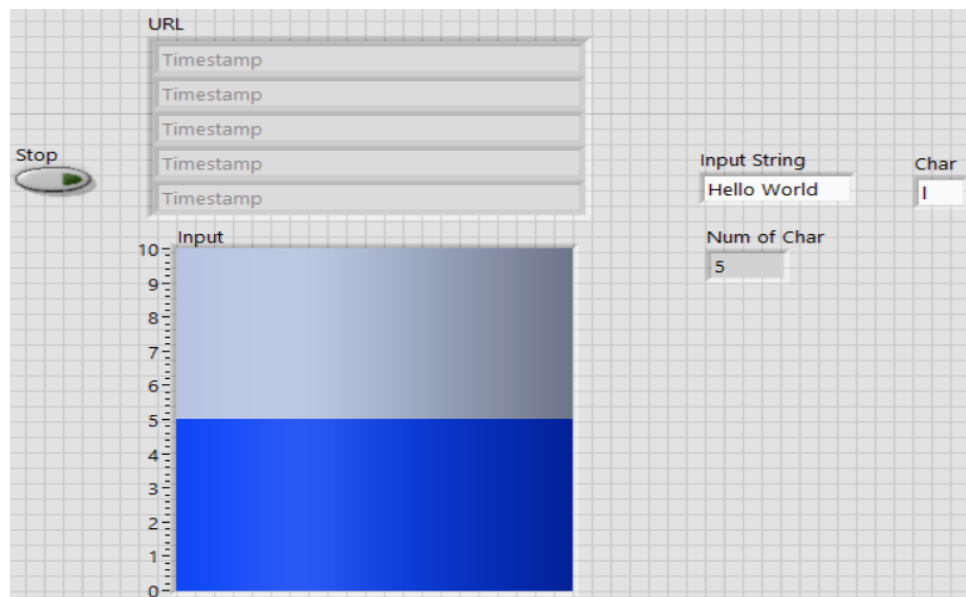 URL
Timestamp
Timestamp
Timestamp
Timestamp
Timestamp
Stop
Input String
Hello World
Char
l
Num of Char
5
Input
10
9
8
7
6
5
4
3
2
1
0